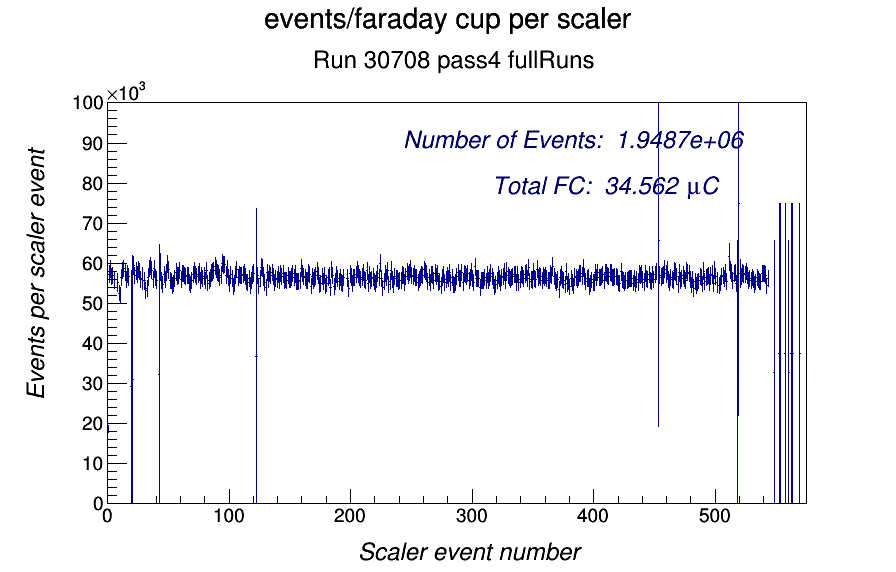 events/faraday cup per scaler
Run 30708 pass4 fullRuns
×10³
100
90
80
70
60
50
40
30
20
10
0
Events per scaler event
Number of Events: 1.9487e+06
Total FC: 34.562 μC
0 100 200 300 400 500
Scaler event number